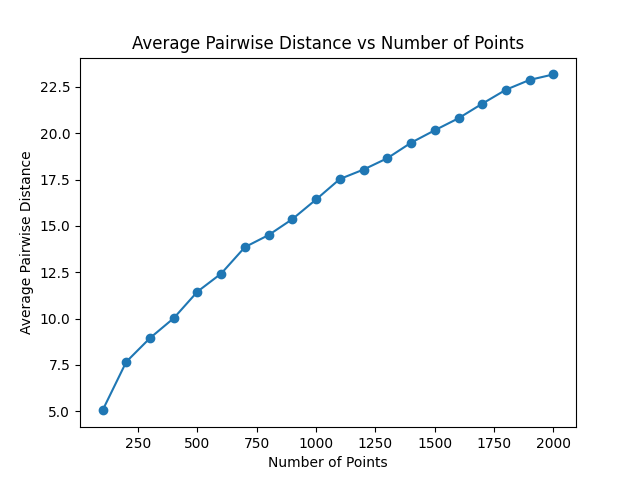 Average Pairwise Distance vs Number of Points
Average Pairwise Distance
22.5
20.0
17.5
15.0
12.5
10.0
7.5
5.0
250 500 750 1000 1250 1500 1750 2000
Number of Points